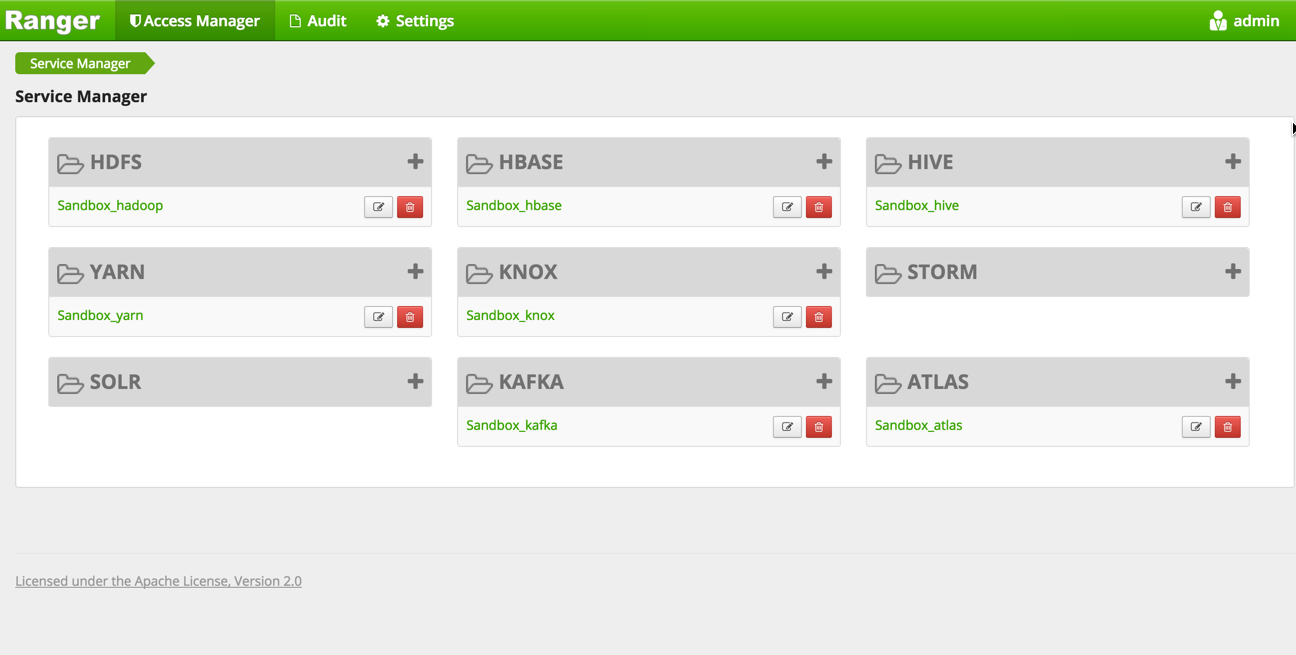 Ranger Access Manager Audit Settings admin
Service Manager
Service Manager
HDFS HBASE HIVE
Sandbox_hadoop Sandbox_hbase Sandbox_hive
YARN KNOX STORM
Sandbox_yarn Sandbox_knox
SOLR KAFKA ATLAS
Sandbox_kafka Sandbox_atlas
Licensed under the Apache License, Version 2.0